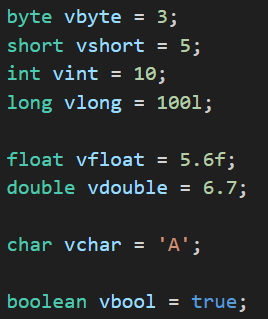 byte vbyte = 3;
short vshort = 5;
int vint = 10;
long vlong = 100l;
float vfloat = 5.6f;
double vdouble = 6.7;
char vchar = 'A';
boolean vbool = true;